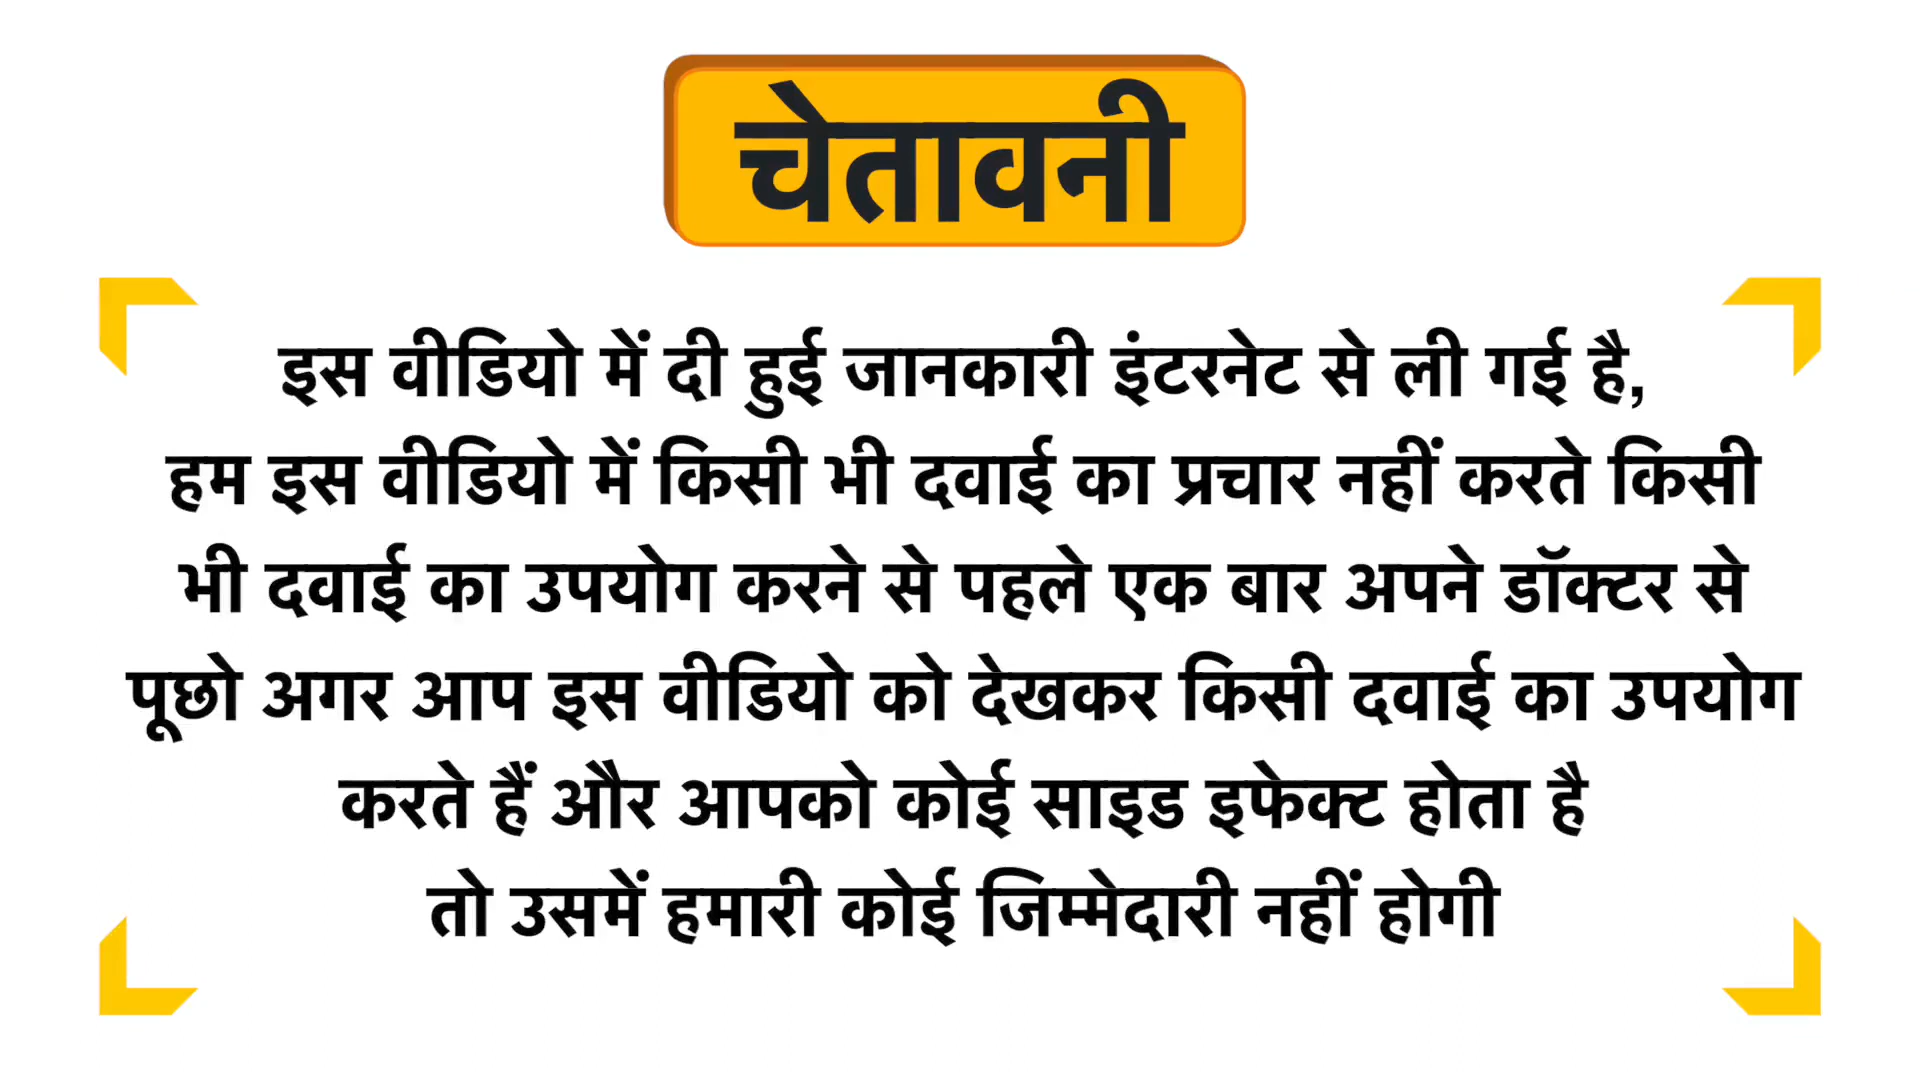 चेतावनी
इस वीडियो में दी हुई जानकारी इंटरनेट से ली गई है,
हम इस वीडियो में किसी भी दवाई का प्रचार नहीं करते किसी
भी दवाई का उपयोग करने से पहले एक बार अपने डॉक्टर से
पूछो अगर आप इस वीडियो को देखकर किसी दवाई का उपयोग
करते हैं और आपको कोई साइड इफेक्ट होता है
तो उसमें हमारी कोई जिम्मेदारी नहीं होगी